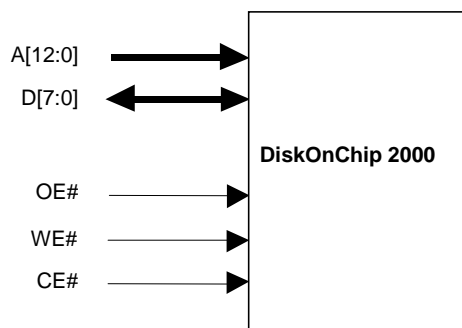 A[12:0]
D[7:0]
DiskOnChip 2000
OE#
WE#
CE#